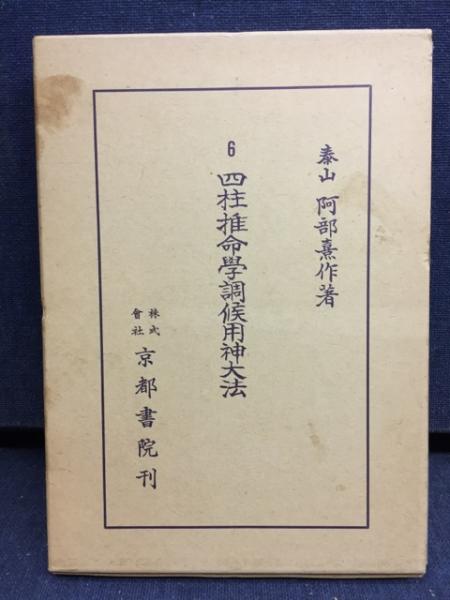 泰山 阿部熹作著
6 四柱推命學調候用神大法
株式會社 京都書院刊